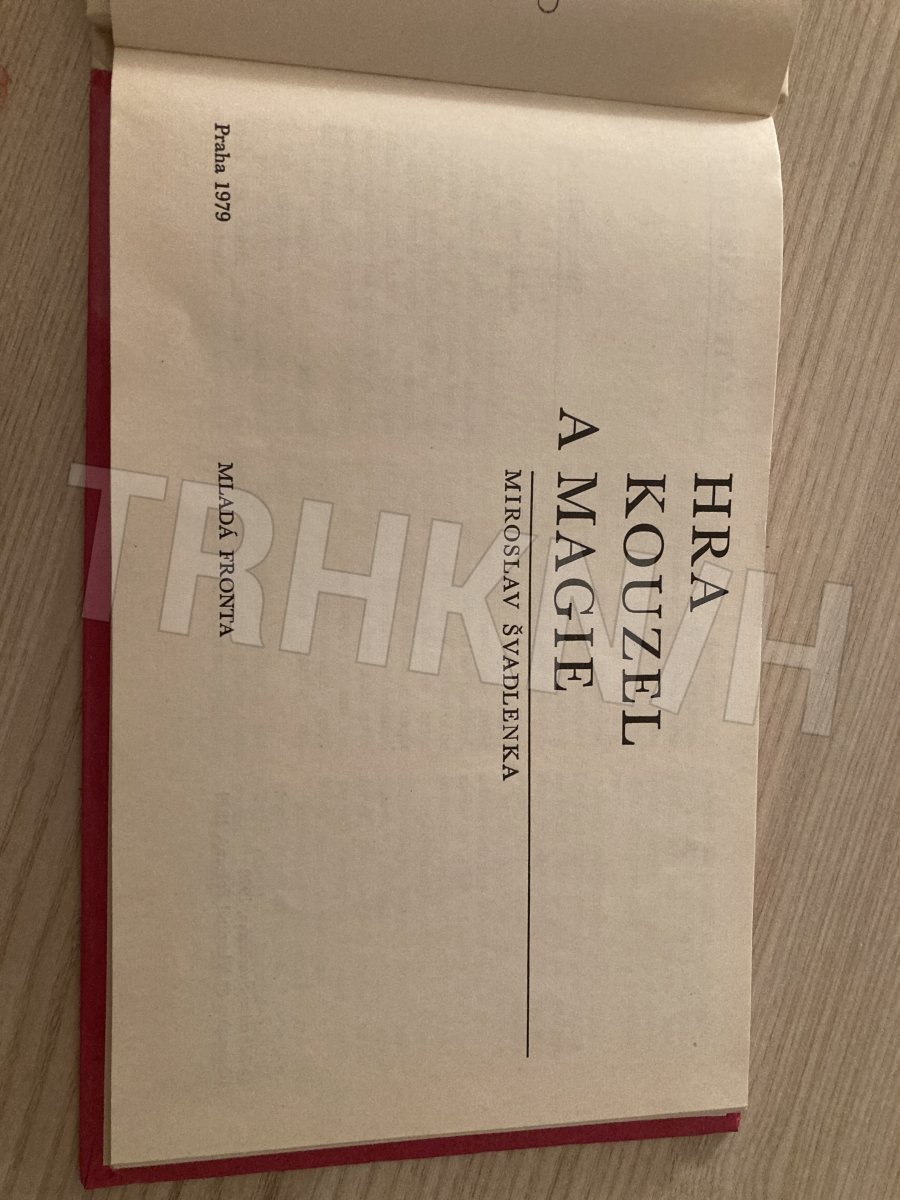 HRA
KOUZEL
A MAGIE
MIROSLAV ŠVADLENKA
Praha 1979
MLADÁ FRONTA
TRHKNIH